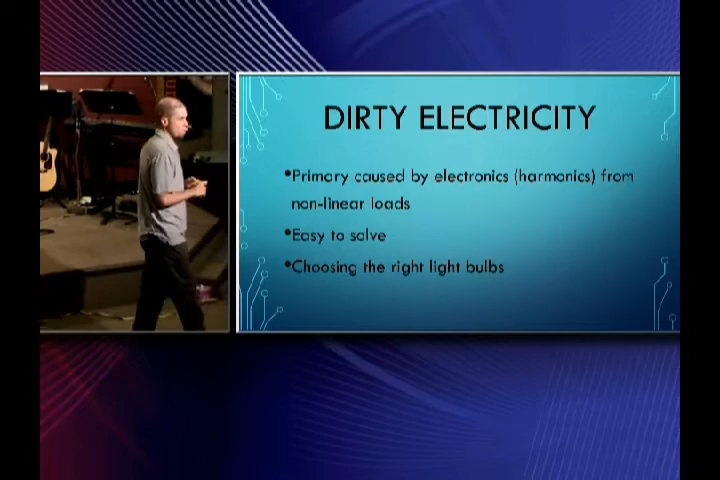 DIRTY ELECTRICITY
•Primary caused by electronics (harmonics) from
non-linear loads
•Easy to solve
•Choosing the right light bulbs